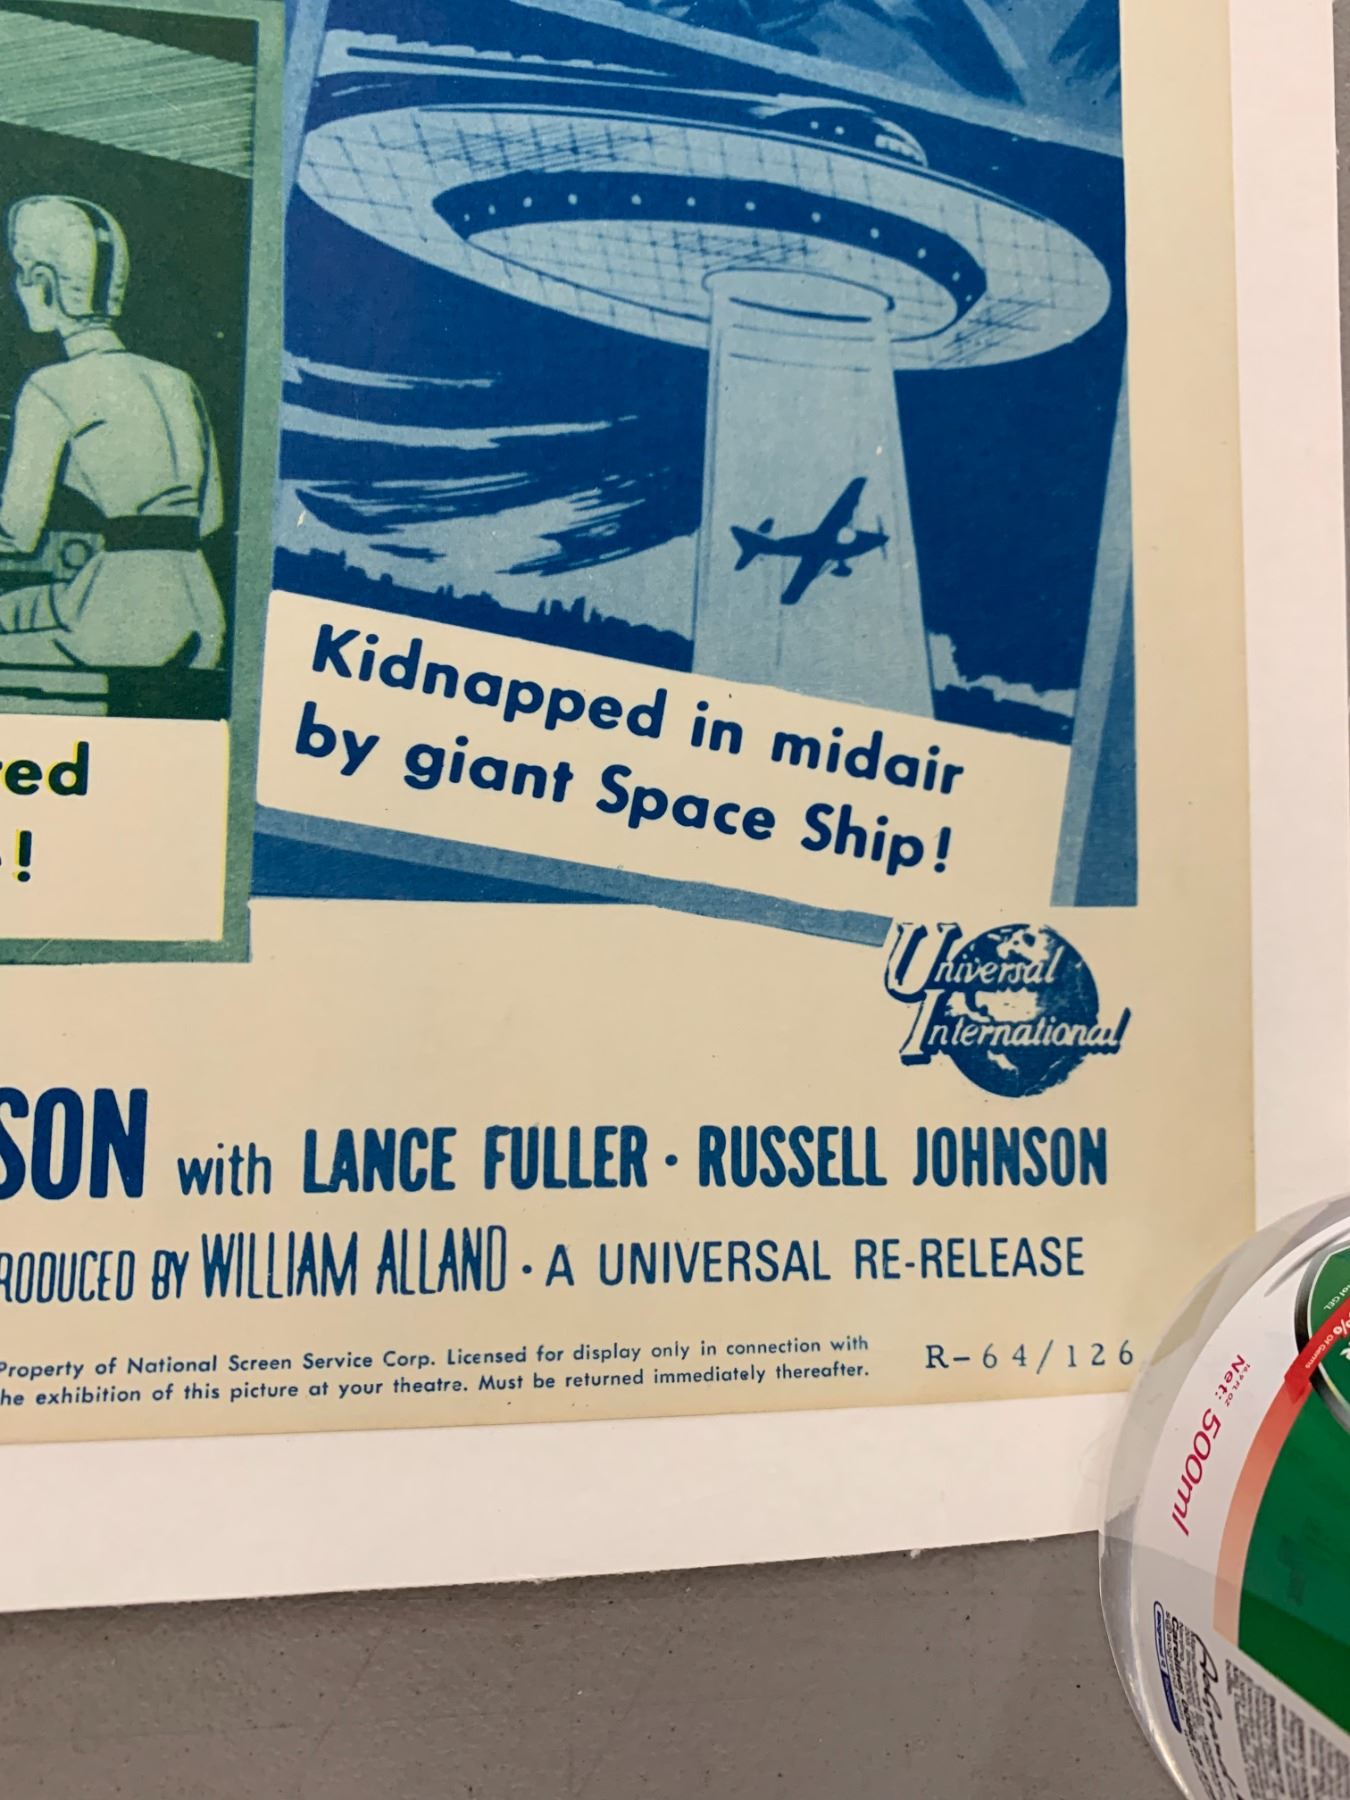 Kidnapped in midair
by giant Space Ship!
red
!
Universal
International
SON with LANCE FULLER · RUSSELL JOHNSON
RODUCED BY WILLIAM ALLAND · A UNIVERSAL RE-RELEASE
Property of National Screen Service Corp. Licensed for display only in connection with
he exhibition of this picture at your theatre. Must be returned immediately thereafter.
R-64/126
Net: 500ml